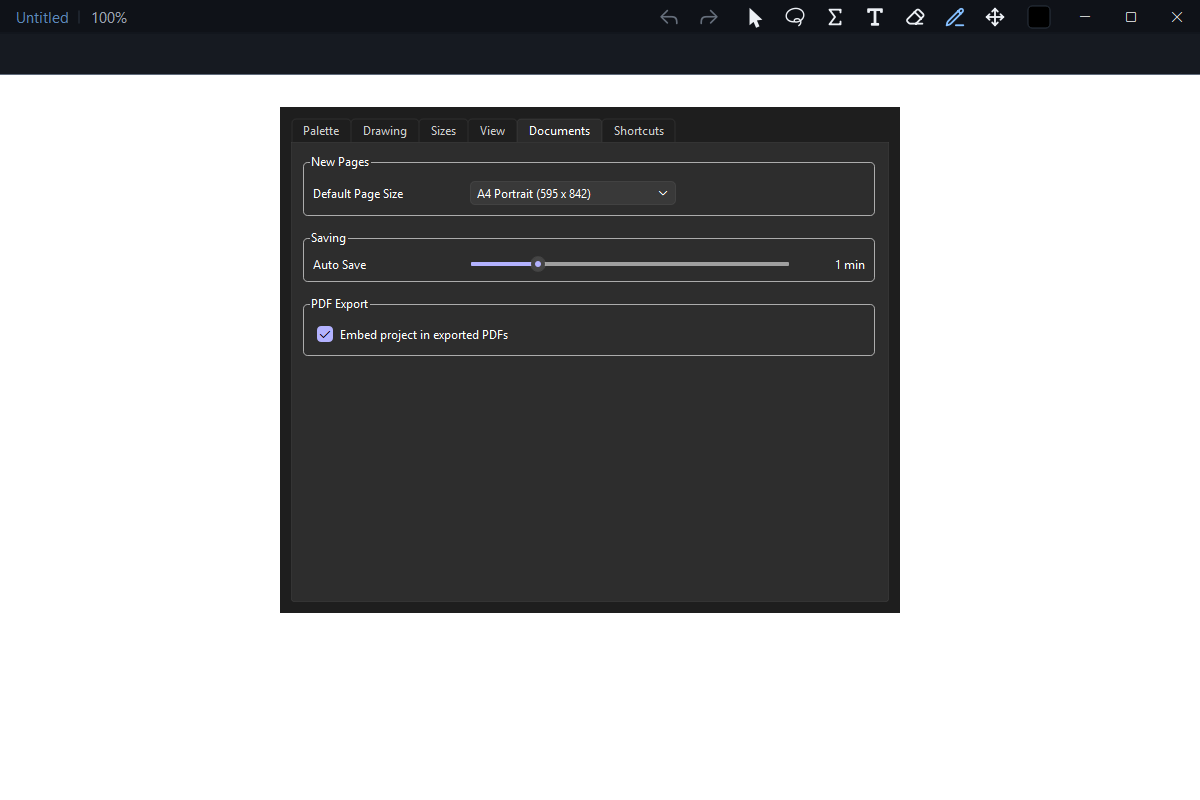 Untitled 100%
Palette Drawing Sizes View Documents Shortcuts
New Pages
Default Page Size A4 Portrait (595 x 842)
Saving
Auto Save 1 min
PDF Export
Embed project in exported PDFs